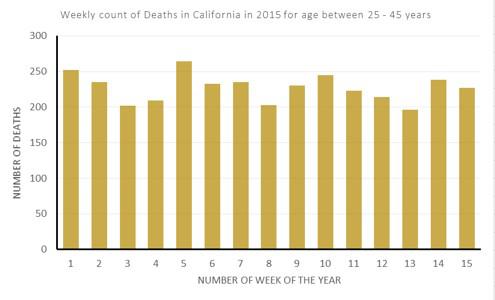 Weekly count of Deaths in California in 2015 for age between 25 - 45 years
300
250
200
150
100
50
0
NUMBER OF DEATHS
1 2 3 4 5 6 7 8 9 10 11 12 13 14 15
NUMBER OF WEEK OF THE YEAR